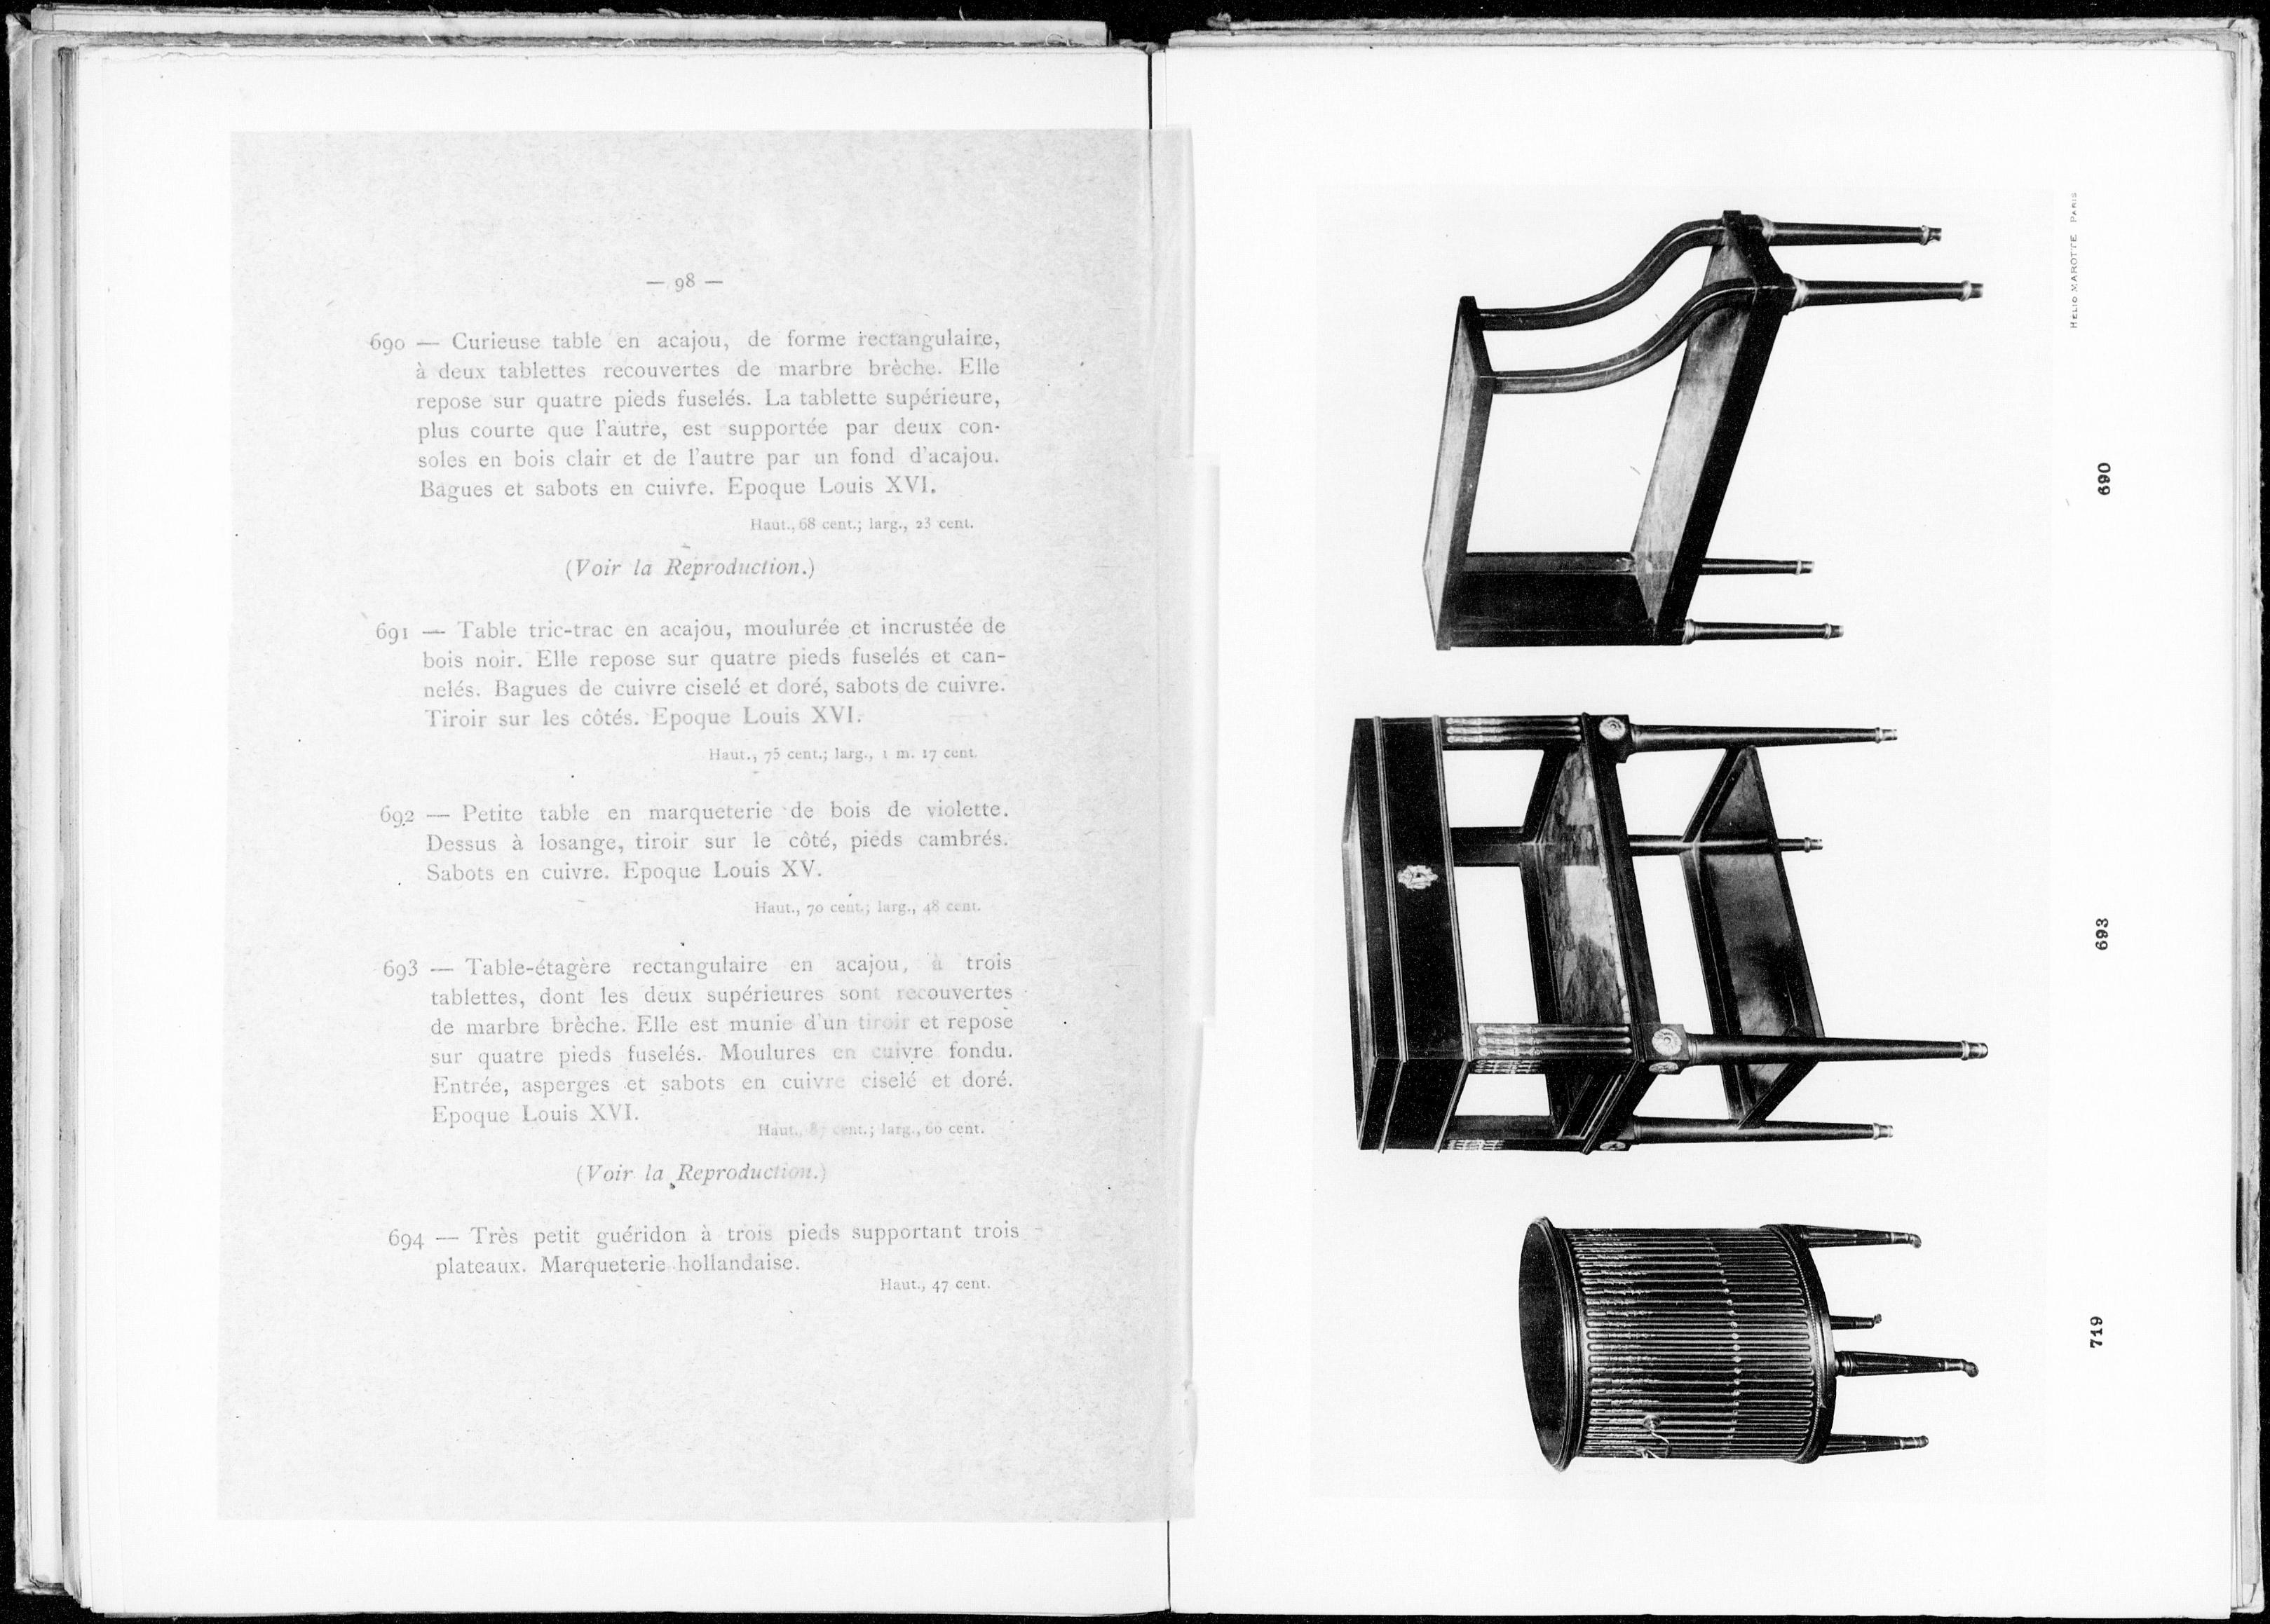 — 98 —
690 — Curieuse table en acajou, de forme rectangulaire,
à deux tablettes recouvertes de marbre brèche. Elle
repose sur quatre pieds fuselés. La tablette supérieure,
plus courte que l'autre, est supportée par deux con-
soles en bois clair et de l'autre par un fond d'acajou.
Bagues et sabots en cuivre. Epoque Louis XVI.
Haut., 68 cent.; larg., 23 cent.
(Voir la Reproduction.)
691 — Table tric-trac en acajou, moulurée et incrustée de
bois noir. Elle repose sur quatre pieds fuselés et can-
nelés. Bagues de cuivre ciselé et doré, sabots de cuivre.
Tiroir sur les côtés. Epoque Louis XVI.
Haut., 75 cent.; larg., 1 m. 17 cent.
692 — Petite table en marqueterie de bois de violette.
Dessus à losange, tiroir sur le côté, pieds cambrés.
Sabots en cuivre. Epoque Louis XV.
Haut., 70 cent.; larg., 48 cent.
693 — Table-étagère rectangulaire en acajou, à trois
tablettes, dont les deux supérieures sont recouvertes
de marbre brèche. Elle est munie d'un tiroir et repose
sur quatre pieds fuselés. Moulures en cuivre fondu.
Entrée, asperges et sabots en cuivre ciselé et doré.
Epoque Louis XVI.
Haut., 87 cent.; larg., 60 cent.
(Voir la Reproduction.)
694 — Très petit guéridon à trois pieds supportant trois
plateaux. Marqueterie hollandaise.
Haut., 47 cent.
HELIO MAROTTE PARIS
690
693
719